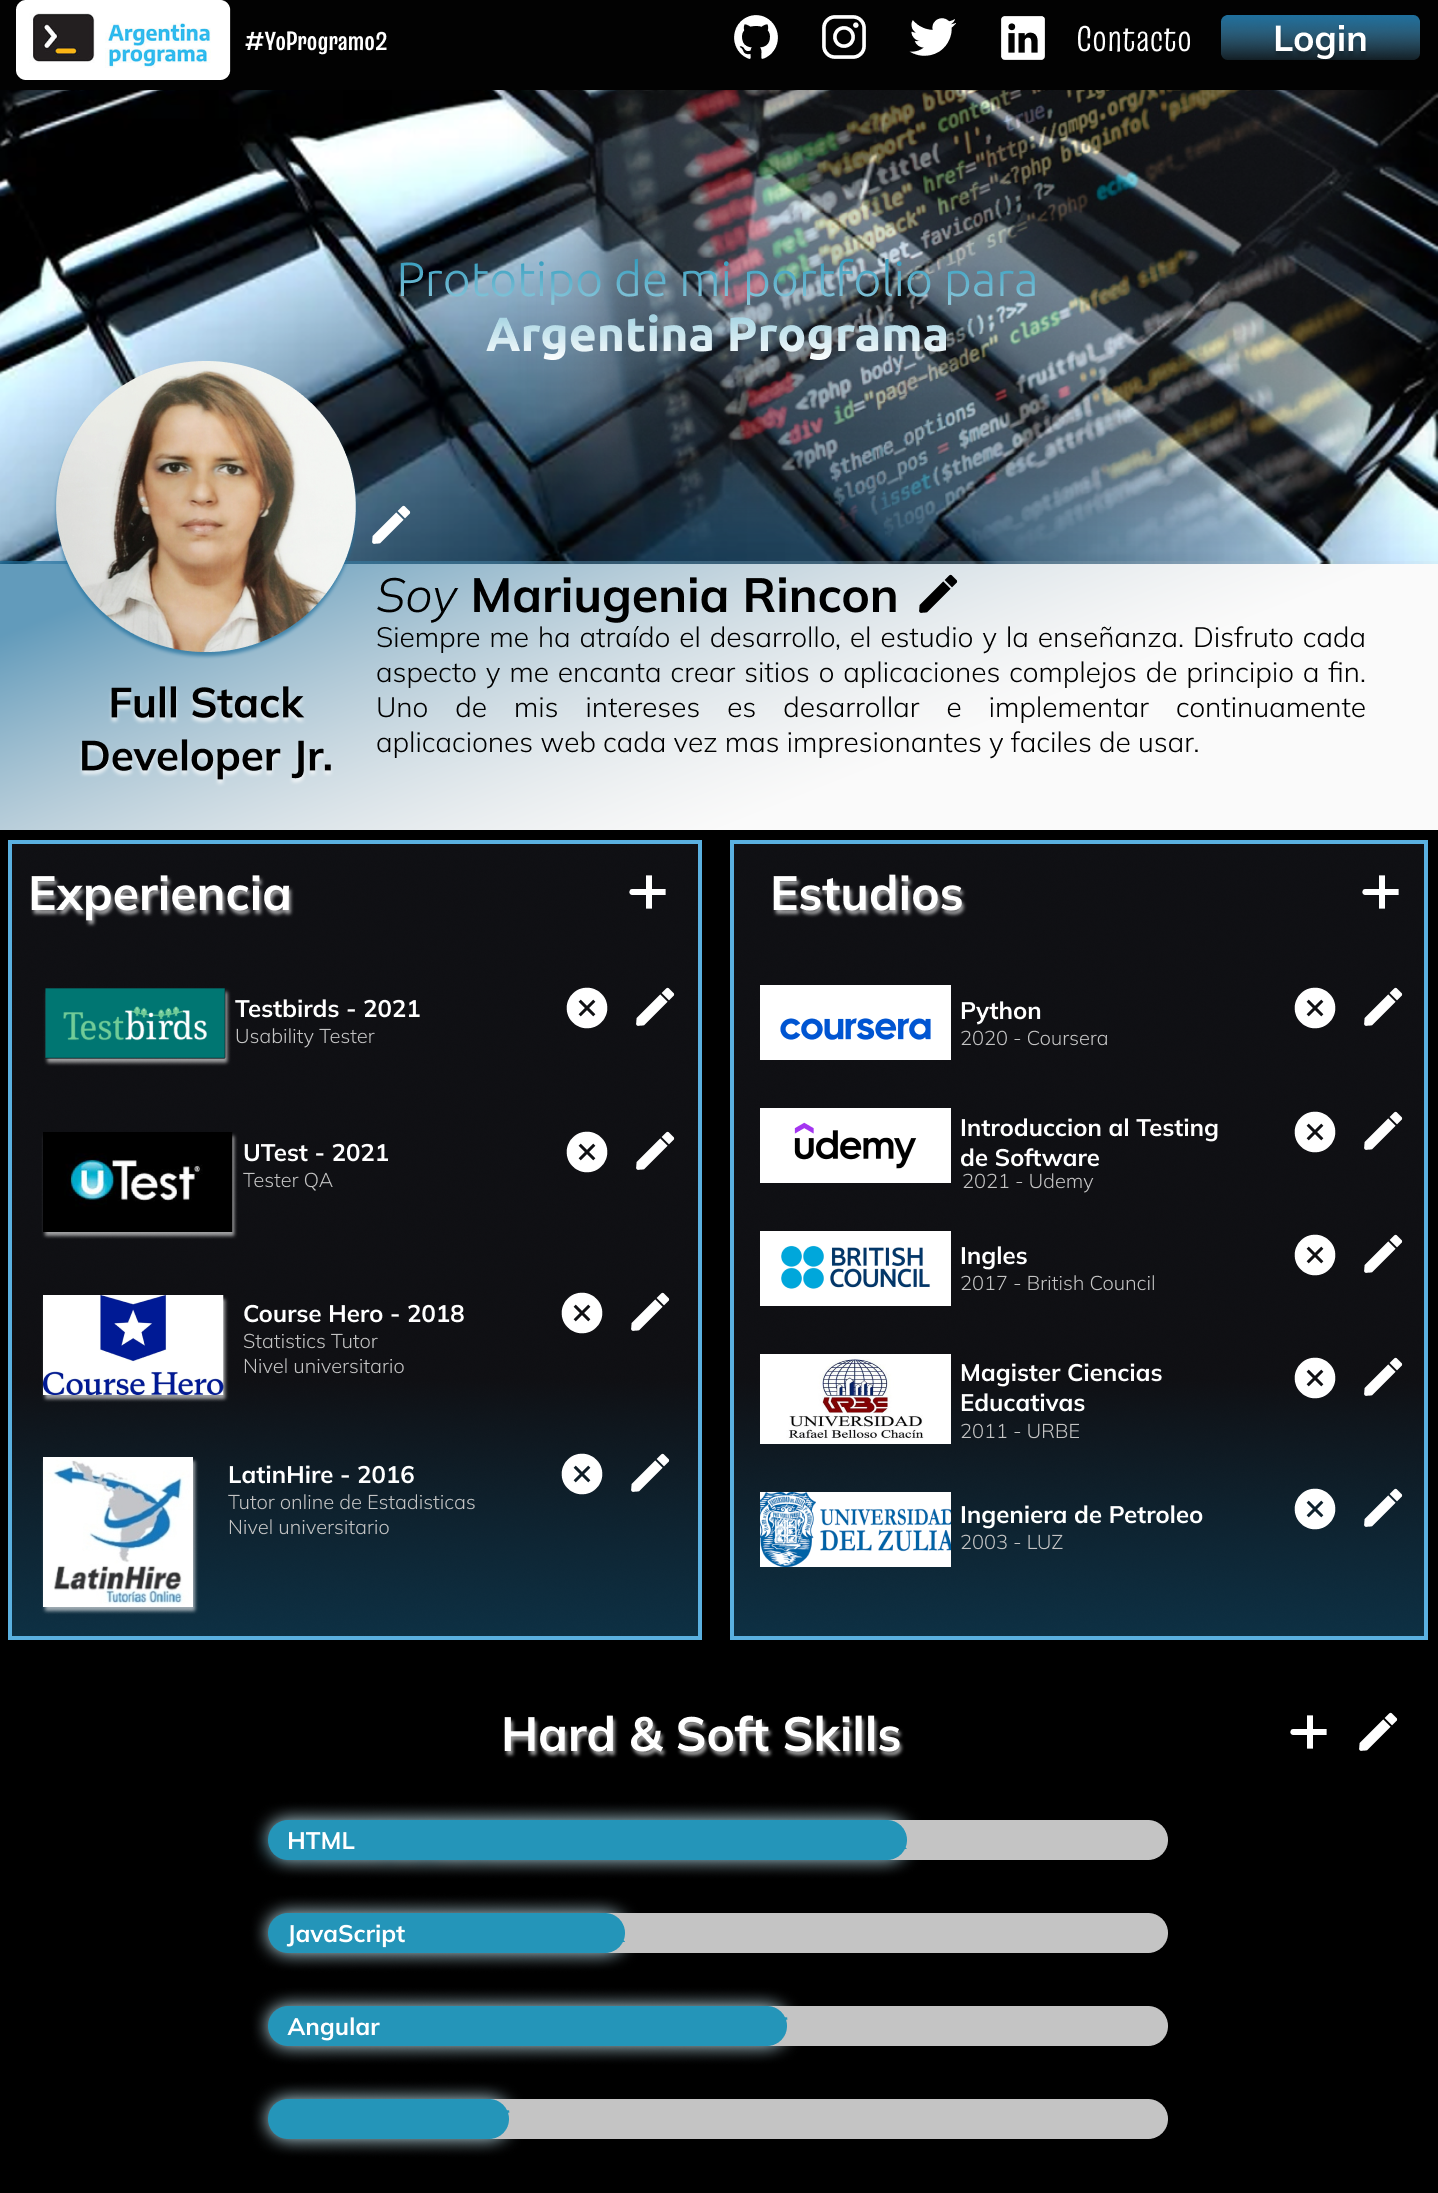 Argentina
programa
#YoProgramo2
Contacto
Login
Prototipo de mi portfolio para
Argentina Programa
Soy Mariugenia Rincon
Siempre me ha atraído el desarrollo, el estudio y la enseñanza. Disfruto cada
aspecto y me encanta crear sitios o aplicaciones complejos de principio a fin.
Uno de mis intereses es desarrollar e implementar continuamente
aplicaciones web cada vez mas impresionantes y faciles de usar.
Full Stack
Developer Jr.
Experiencia
Testbirds
Testbirds - 2021
Usability Tester
uTest
UTest - 2021
Tester QA
Course Hero
Course Hero - 2018
Statistics Tutor
Nivel universitario
LatinHire
Tutorías Online
LatinHire - 2016
Tutor online de Estadisticas
Nivel universitario
Estudios
coursera
Python
2020 - Coursera
udemy
Introduccion al Testing
de Software
2021 - Udemy
BRITISH
COUNCIL
Ingles
2017 - British Council
URBE
UNIVERSIDAD
Rafael Belloso Chacín
Magister Ciencias
Educativas
2011 - URBE
UNIVERSIDAD
DEL ZULIA
Ingeniera de Petroleo
2003 - LUZ
Hard & Soft Skills
HTML
JavaScript
Angular